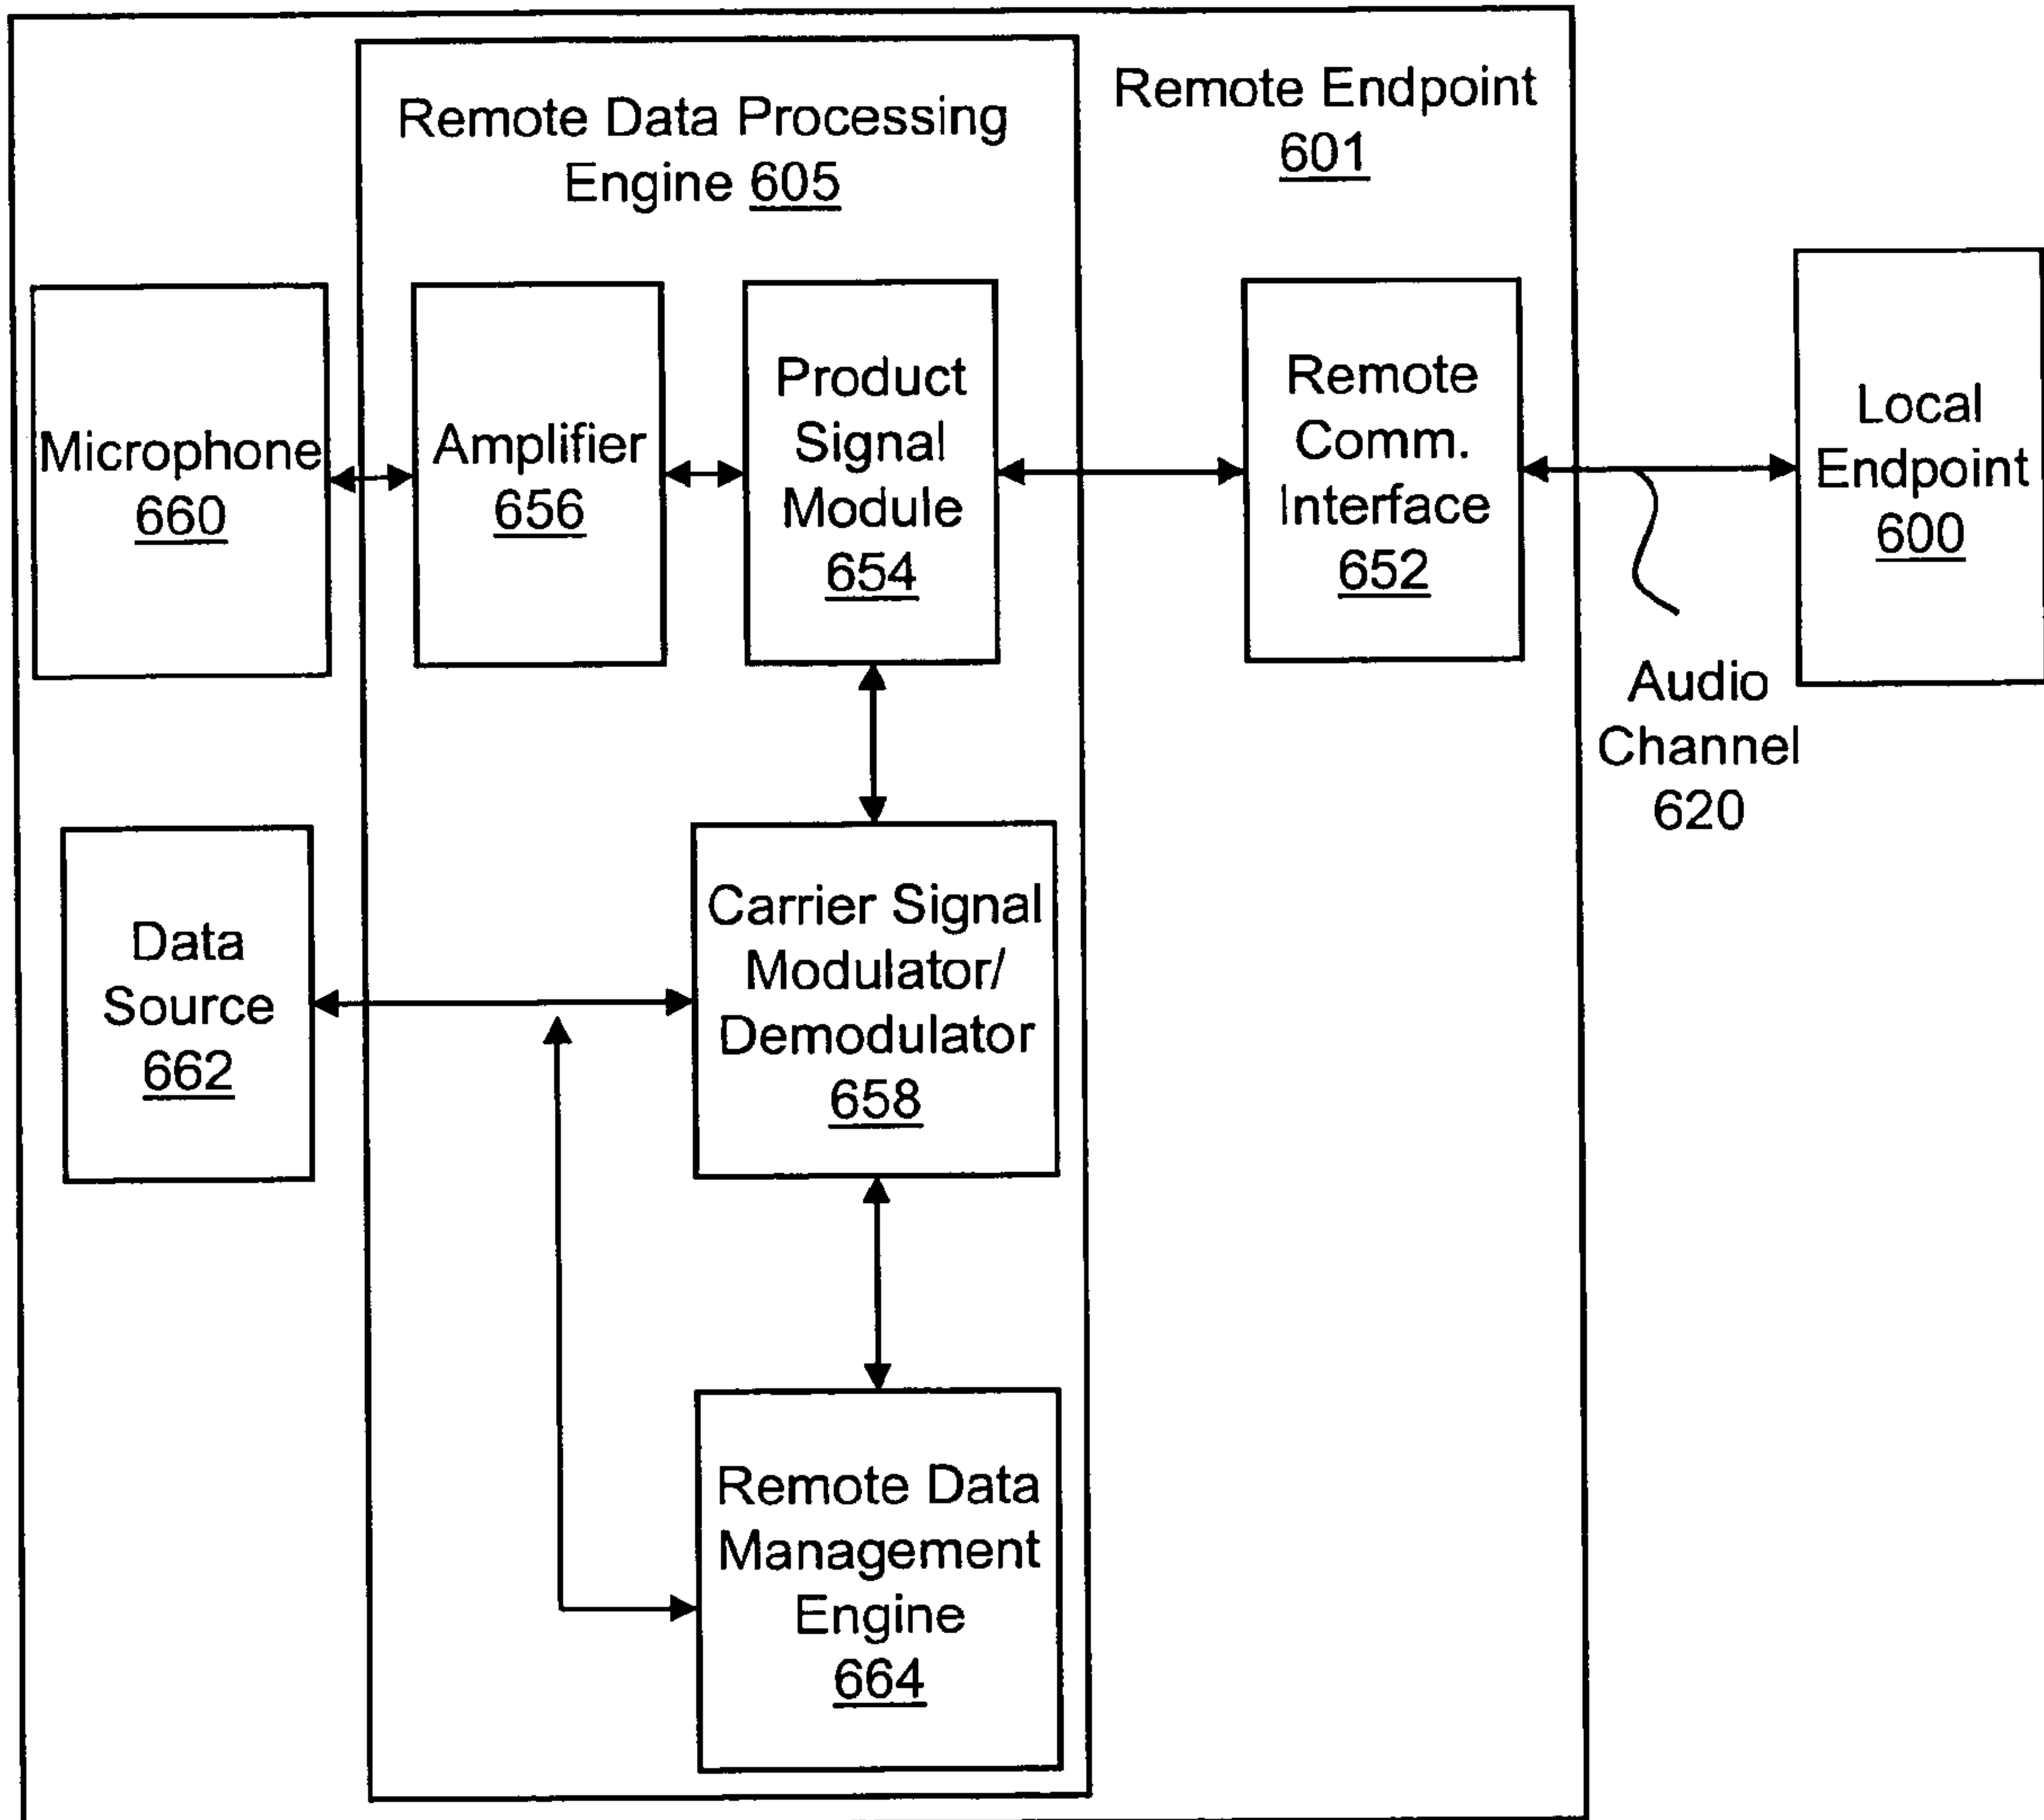 Remote Data Processing
Engine 605
Remote Endpoint
601
Microphone
660
Amplifier
656
Product
Signal
Module
654
Remote
Comm.
Interface
652
Local
Endpoint
600
Audio
Channel
620
Data
Source
662
Carrier Signal
Modulator/
Demodulator
658
Remote Data
Management
Engine
664